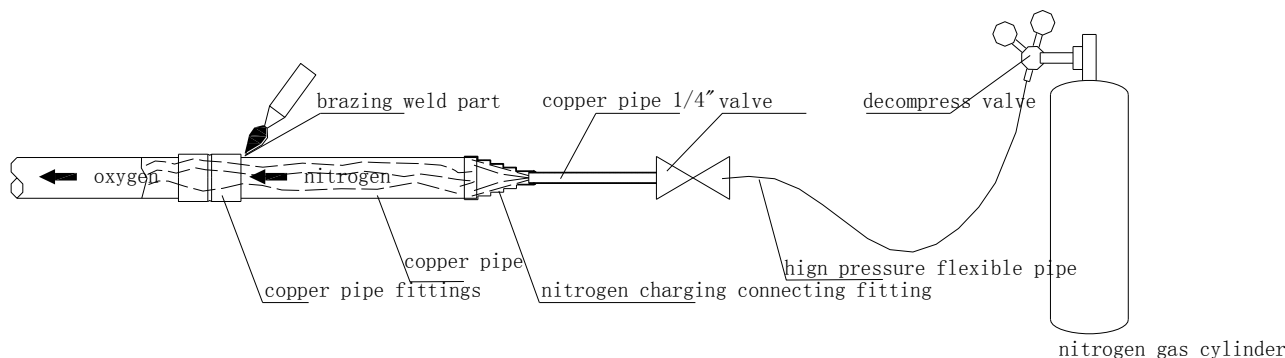 brazing weld part
copper pipe 1/4" valve
decompress valve
oxygen
nitrogen
copper pipe
hign pressure flexible pipe
copper pipe fittings
nitrogen charging connecting fitting
nitrogen gas cylinder